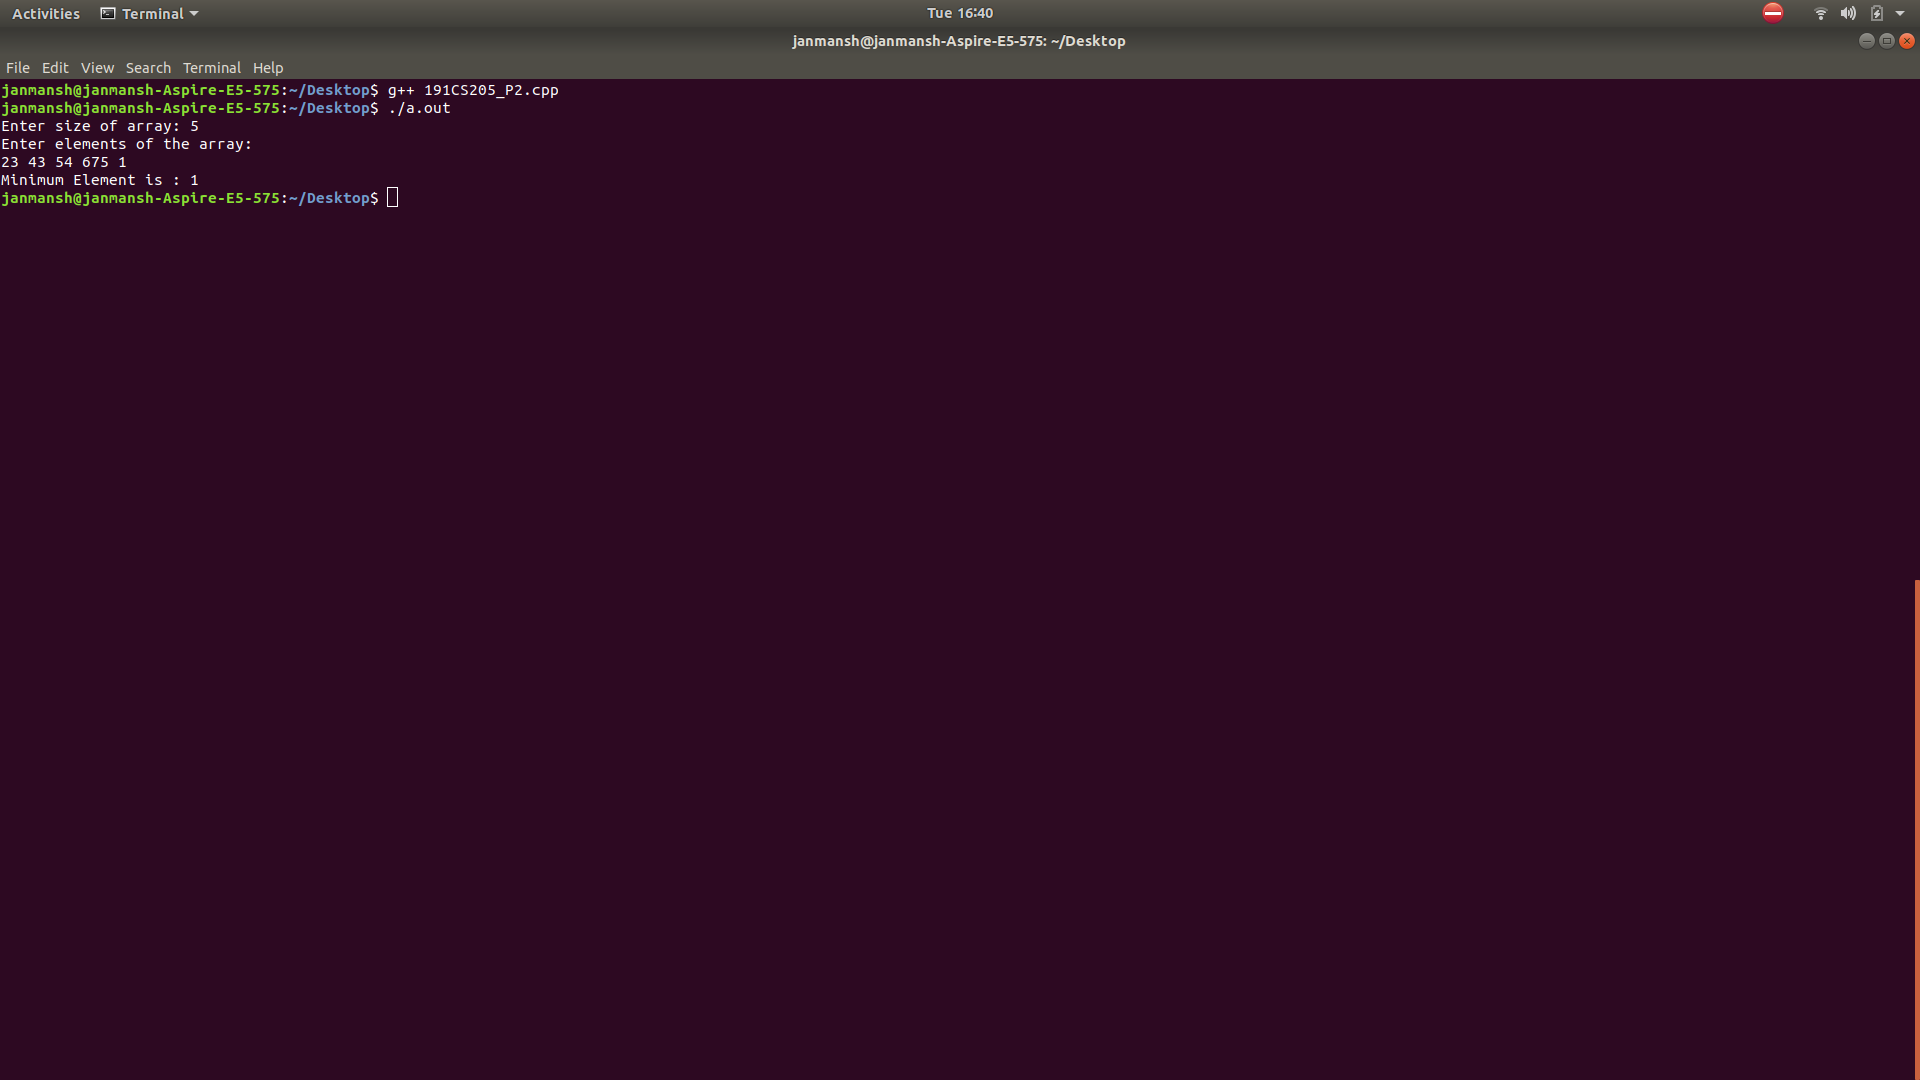 Activities Terminal Tue 16:40
janmansh@janmansh-Aspire-E5-575: ~/Desktop
File Edit View Search Terminal Help
janmansh@janmansh-Aspire-E5-575:~/Desktop$ g++ 191CS205_P2.cpp
janmansh@janmansh-Aspire-E5-575:~/Desktop$ ./a.out
Enter size of array: 5
Enter elements of the array:
23 43 54 675 1
Minimum Element is : 1
janmansh@janmansh-Aspire-E5-575:~/Desktop$